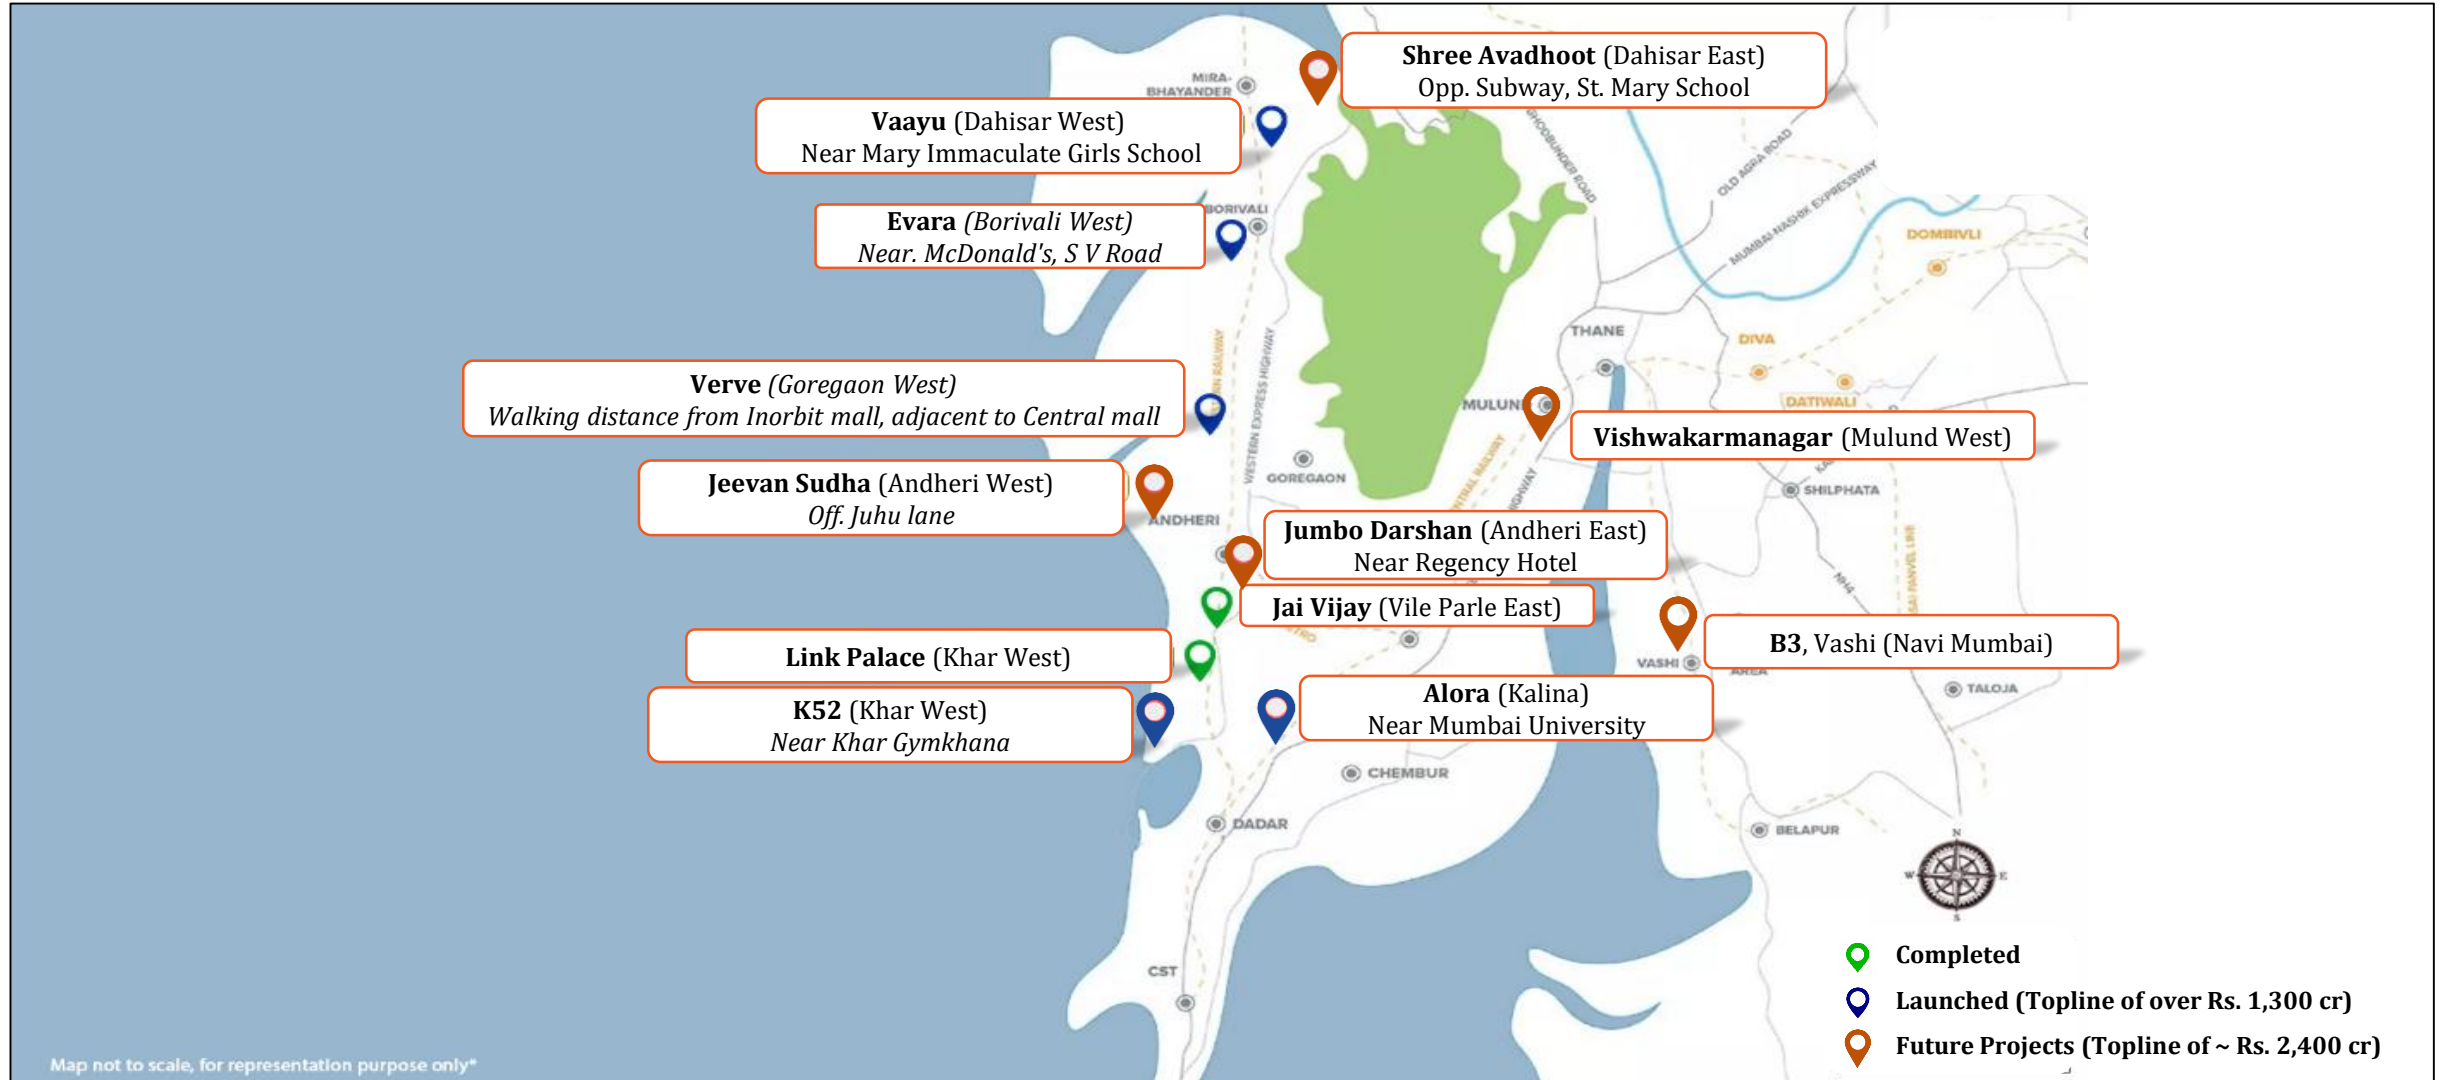 Shree Avadhoot (Dahisar East)
Opp. Subway, St. Mary School
MIRA-
BHAYANDER
Vaayu (Dahisar West)
Near Mary Immaculate Girls School
GHODBUNDER ROAD
OLD AGRA ROAD
MUMBAI-NASHIK EXPRESSWAY
BORIVALI
Evara (Borivali West)
Near. McDonald's, S V Road
DOMBIVLI
THANE
DIVA
WESTERN EXPRESS HIGHWAY
Verve (Goregaon West)
Walking distance from Inorbit mall, adjacent to Central mall
DATIWALI
Vishwakarmanagar (Mulund West)
GOREGAON
Jeevan Sudha (Andheri West)
Off. Juhu lane
SHILPHATA
ANDHERI
HIGHWAY
Jumbo Darshan (Andheri East)
Near Regency Hotel
NH4
Jai Vijay (Vile Parle East)
Link Palace (Khar West)
B3, Vashi (Navi Mumbai)
VASHI
AREA
TALOJA
K52 (Khar West)
Near Khar Gymkhana
Alora (Kalina)
Near Mumbai University
CHEMBUR
DADAR
BELAPUR
N
W
E
S
CST
Completed
Launched (Topline of over Rs. 1,300 cr)
Future Projects (Topline of ~ Rs. 2,400 cr)
Map not to scale, for representation purpose only*